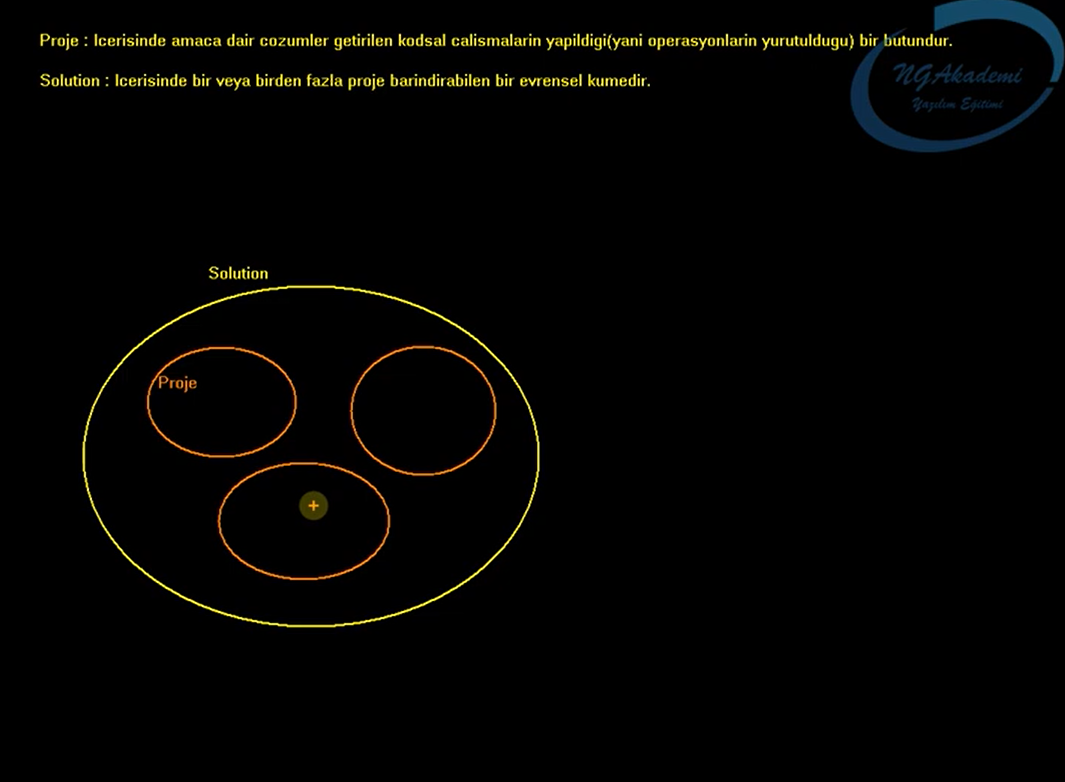 Proje : Icerisinde amaca dair cozumler getirilen kodsal calismalarin yapildigi(yani operasyonlarin yurutuldugu) bir butundur.
Solution : Icerisinde bir veya birden fazla proje barindirabilen bir evrensel kumedir.
NGAkademi
Yazılım Eğitimi
Solution
Proje